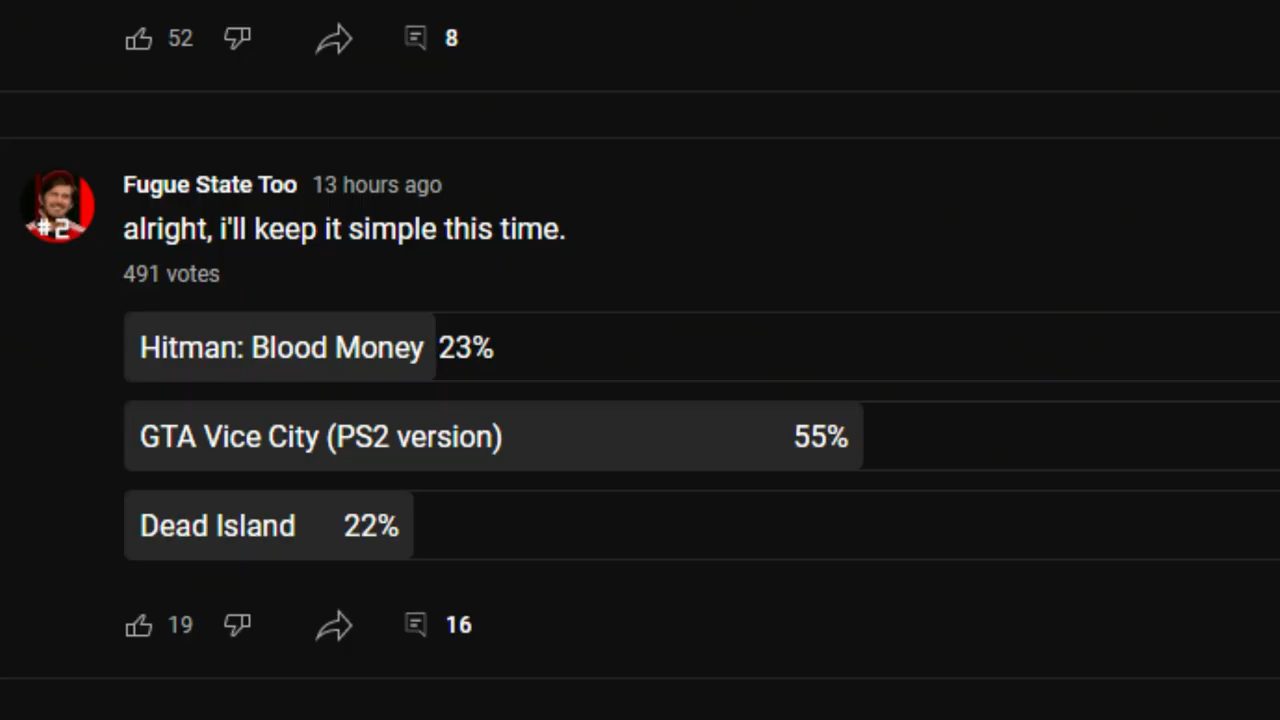 52 8
Fugue State Too 13 hours ago
#2
alright, i'll keep it simple this time.
491 votes
Hitman: Blood Money 23%
GTA Vice City (PS2 version) 55%
Dead Island 22%
19 16